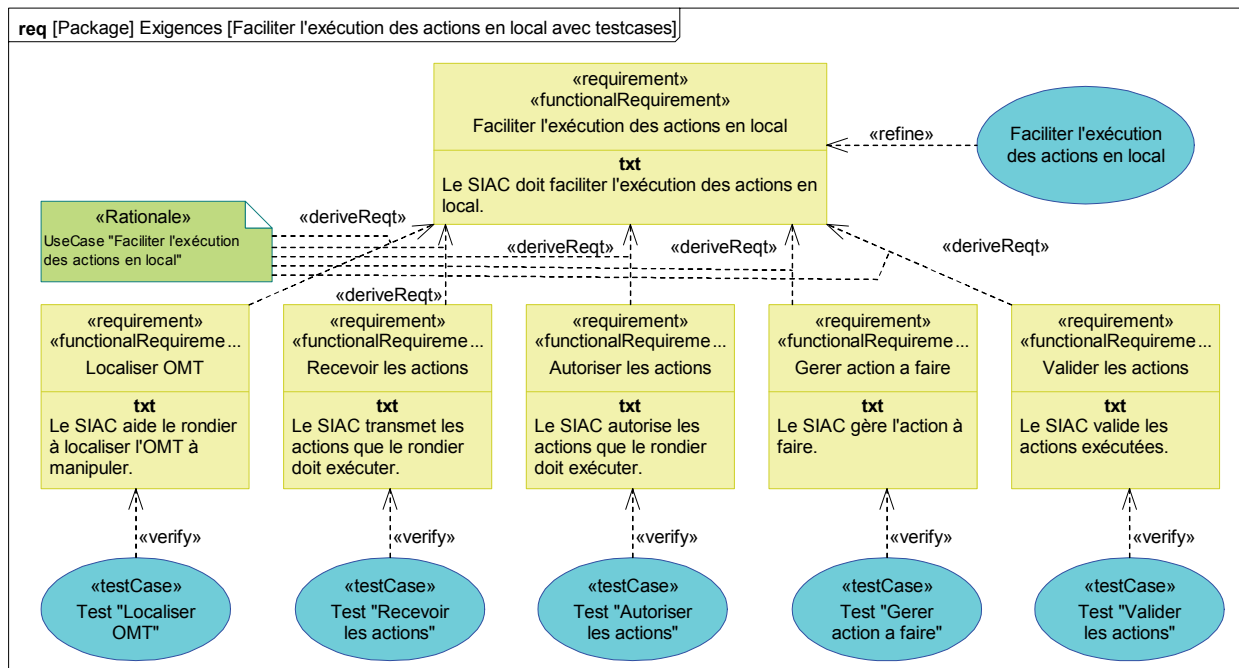 req [Package] Exigences [Faciliter l'exécution des actions en local avec testcases]
«requirement»
«functionalRequirement»
Faciliter l'exécution des actions en local
txt
Le SIAC doit faciliter l'exécution des actions en
local.
«refine»
Faciliter l'exécution
des actions en local
«Rationale»
UseCase "Faciliter l'exécution
des actions en local"
«deriveReqt»
«deriveReqt»
«deriveReqt»
«deriveReqt»
«deriveReqt»
«requirement»
«functionalRequireme...
Localiser OMT
txt
Le SIAC aide le rondier
à localiser l'OMT à
manipuler.
«requirement»
«functionalRequireme...
Recevoir les actions
txt
Le SIAC transmet les
actions que le rondier
doit exécuter.
«requirement»
«functionalRequireme...
Autoriser les actions
txt
Le SIAC autorise les
actions que le rondier
doit exécuter.
«requirement»
«functionalRequireme...
Gerer action a faire
txt
Le SIAC gère l'action à
faire.
«requirement»
«functionalRequireme...
Valider les actions
txt
Le SIAC valide les
actions exécutées.
«verify»
«verify»
«verify»
«verify»
«verify»
«testCase»
Test "Localiser
OMT"
«testCase»
Test "Recevoir
les actions"
«testCase»
Test "Autoriser
les actions"
«testCase»
Test "Gerer
action a faire"
«testCase»
Test "Valider
les actions"